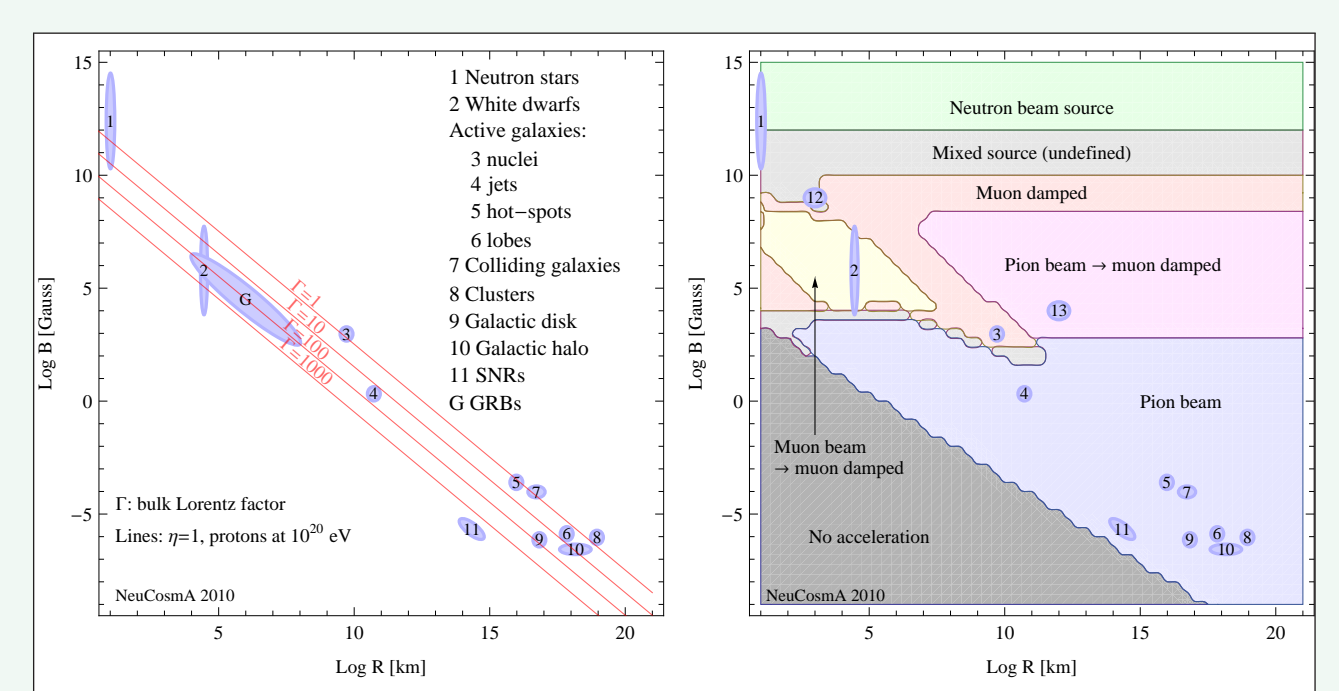 15
10
5
0
−5
5
10
15
20
Log B [Gauss]
Log R [km]
1 Neutron stars
2 White dwarfs
Active galaxies:
3 nuclei
4 jets
5 hot−spots
6 lobes
7 Colliding galaxies
8 Clusters
9 Galactic disk
10 Galactic halo
11 SNRs
G GRBs
1
2
G
Γ=1
Γ=10
Γ=100
Γ=1000
3
4
5
7
11
9
6
8
10
Γ: bulk Lorentz factor
Lines: η=1, protons at 10²⁰ eV
NeuCosmA 2010
15
10
5
0
−5
5
10
15
20
Log B [Gauss]
Log R [km]
Neutron beam source
1
Mixed source (undefined)
Muon damped
12
Pion beam → muon damped
2
13
3
4
Pion beam
Muon beam
→ muon damped
5
7
11
9
6
8
10
No acceleration
NeuCosmA 2010